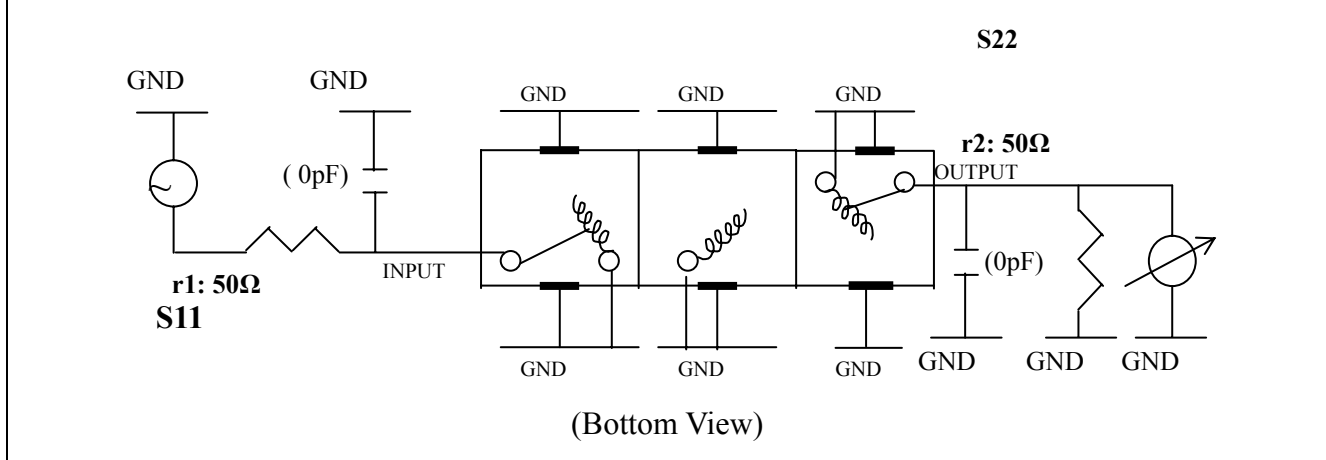 S22
GND
GND
GND
GND
GND
( 0pF)
r2: 50Ω
OUTPUT
INPUT
(0pF)
r1: 50Ω
S11
GND
GND
GND
GND
GND
GND
(Bottom View)